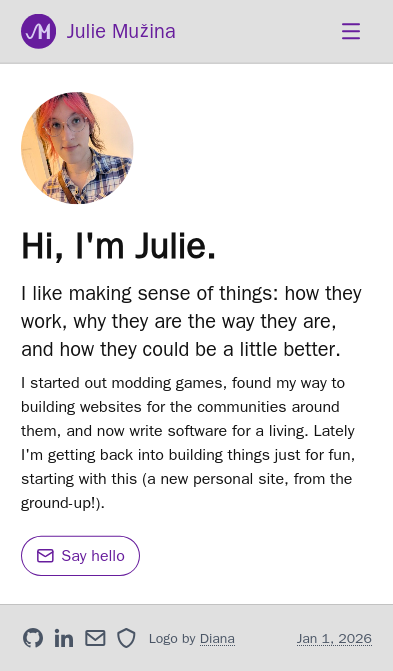 Julie Mužina
Hi, I'm Julie.
I like making sense of things: how they
work, why they are the way they are,
and how they could be a little better.
I started out modding games, found my way to
building websites for the communities around
them, and now write software for a living. Lately
I'm getting back into building things just for fun,
starting with this (a new personal site, from the
ground-up!).
Say hello
Logo by Diana
Jan 1, 2026